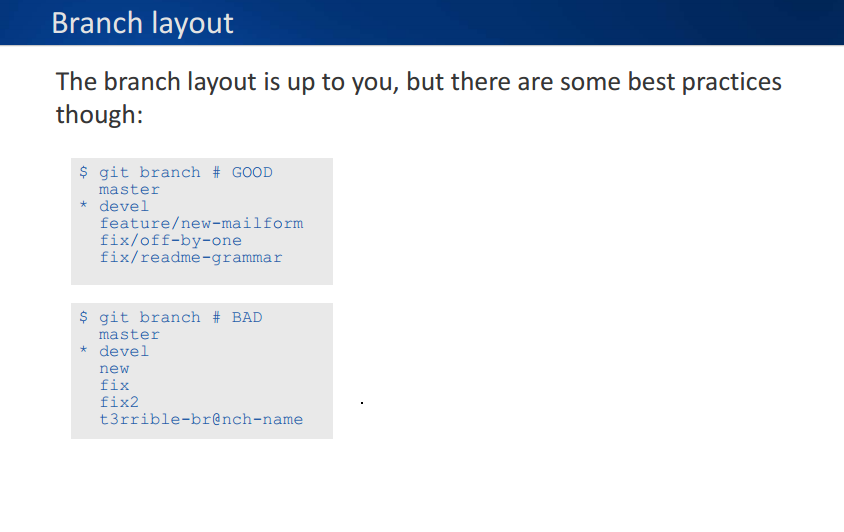 Branch layout
The branch layout is up to you, but there are some best practices
though:
$ git branch # GOOD
  master
* devel
  feature/new-mailform
  fix/off-by-one
  fix/readme-grammar
$ git branch # BAD
  master
* devel
  new
  fix
  fix2
  t3rrible-br@nch-name
.